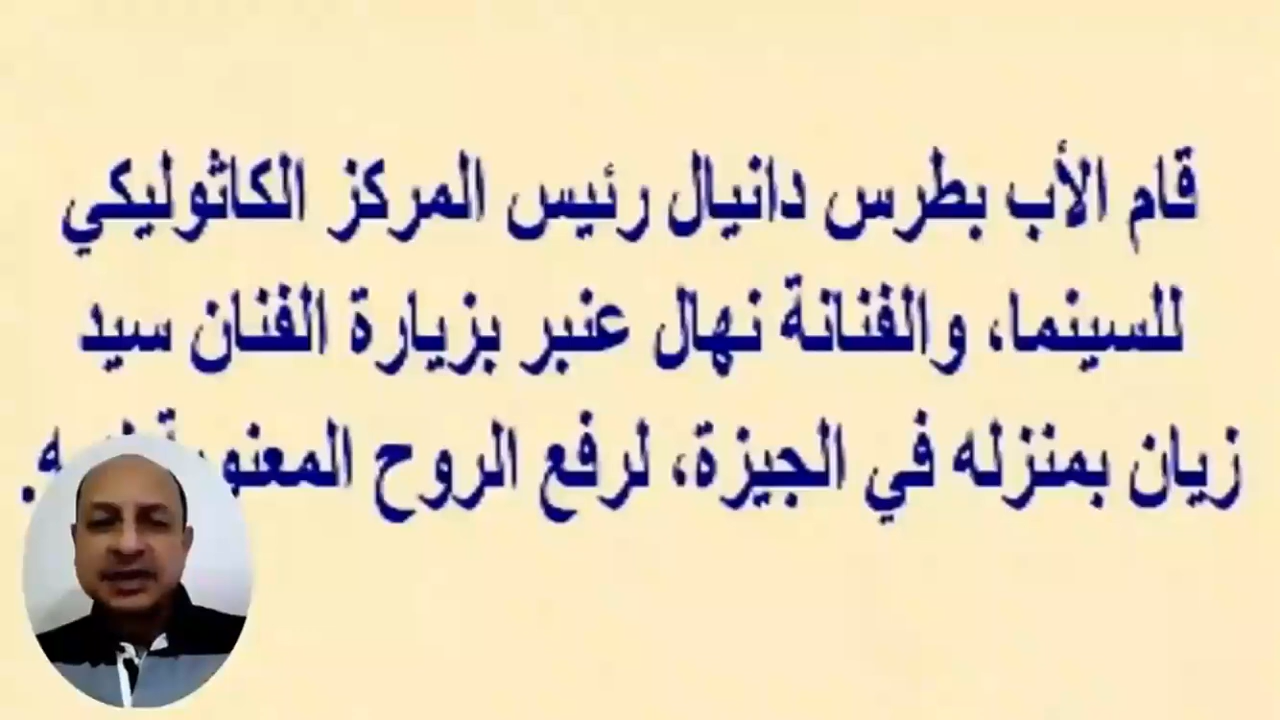 قام الأب بطرس دانيال رئيس المركز الكاثوليكي
للسينما، والفنانة نهال عنبر بزيارة الفنان سيد
زيان بمنزله في الجيزة، لرفع الروح